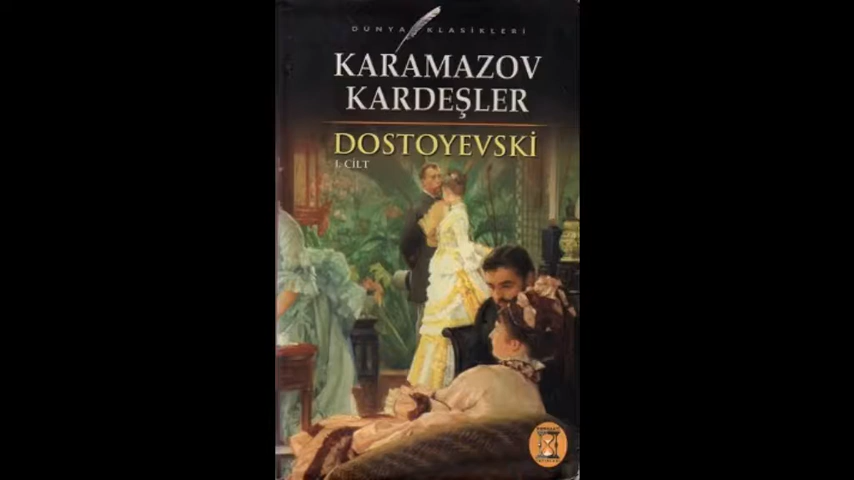 DÜNYA KLASİKLERİ
KARAMAZOV
KARDEŞLER
DOSTOYEVSKİ
I. CİLT